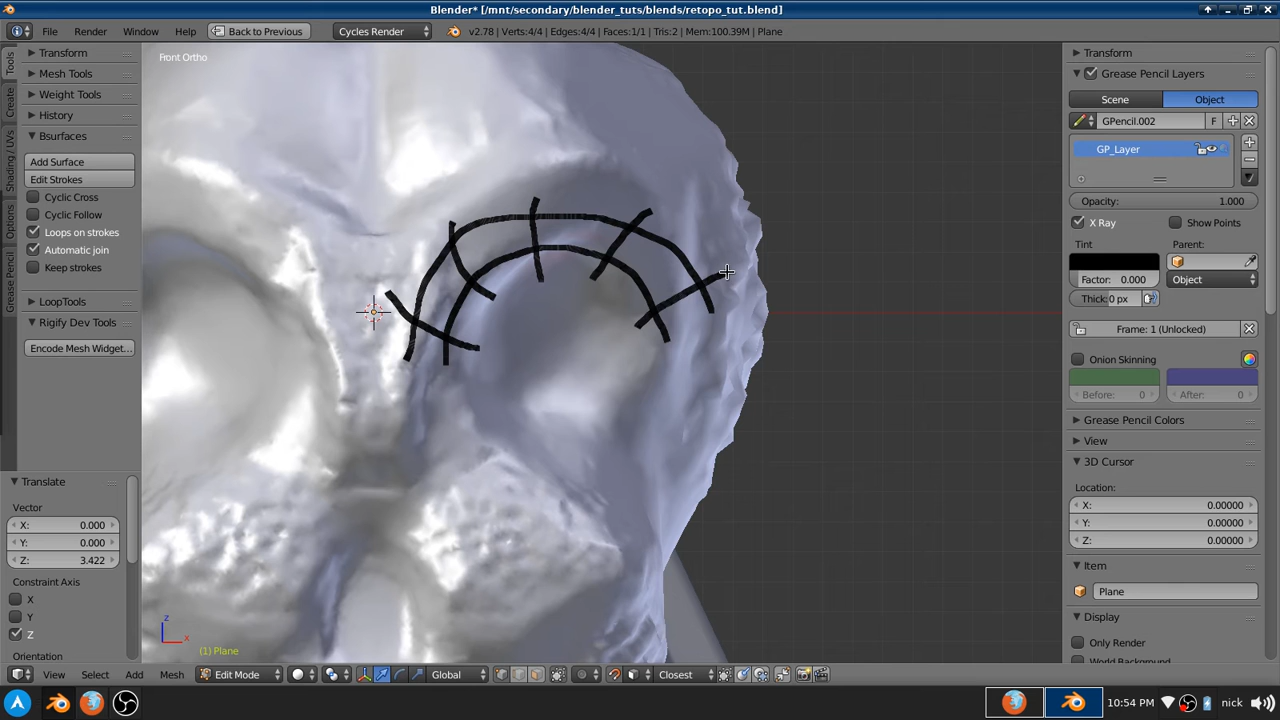 Blender* [/mnt/secondary/blender_tuts/blends/retopo_tut.blend]
File Render Window Help Back to Previous Cycles Render v2.78 | Verts:4/4 | Edges:4/4 | Faces:1/1 | Tris:2 | Mem:100.39M | Plane
Tools
Create
Shading / UVs
Options
Grease Pencil
Transform
Mesh Tools
Weight Tools
History
Bsurfaces
Add Surface
Edit Strokes
Cyclic Cross
Cyclic Follow
Loops on strokes
Automatic join
Keep strokes
LoopTools
Rigify Dev Tools
Encode Mesh Widget...
Translate
Vector
X: 0.000
Y: 0.000
Z: 3.422
Constraint Axis
X
Y
Z
Orientation
Front Ortho
z
x
(1) Plane
Transform
Grease Pencil Layers
Scene Object
GPencil.002 F
GP_Layer
Opacity: 1.000
X Ray Show Points
Tint Parent:
Factor: 0.000 Object
Thick: 0 px
Frame: 1 (Unlocked)
Onion Skinning
Before: 0 After: 0
Grease Pencil Colors
View
3D Cursor
Location:
X: 0.00000
Y: 0.00000
Z: 0.00000
Item
Plane
Display
Only Render
World Background
View Select Add Mesh Edit Mode Global Closest
10:54 PM nick